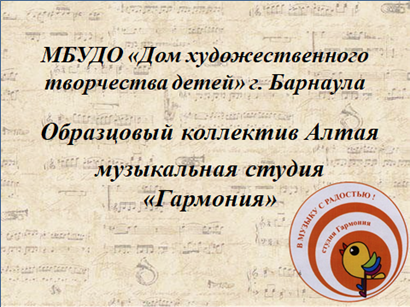 МБУДО «Дом художественного
творчества детей» г. Барнаула
Образцовый коллектив Алтая
музыкальная студия
«Гармония»
В МУЗЫКУ С РАДОСТЬЮ !
студия Гармония